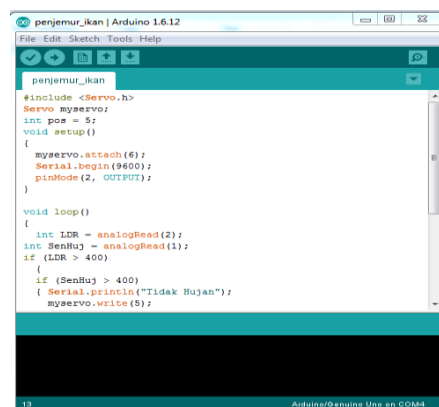 penjemur_ikan | Arduino 1.6.12
File Edit Sketch Tools Help
penjemur_ikan
#include <Servo.h>
Servo myservo;
int pos = 5;
void setup()
{
  myservo.attach(6);
  Serial.begin(9600);
  pinMode(2, OUTPUT);
}

void loop()
{
  int LDR = analogRead(2);
int SenHuj = analogRead(1);
if (LDR > 400)
  {
  if (SenHuj > 400)
  { Serial.println("Tidak Hujan");
    myservo.write(5);
13
Arduino/Genuino Uno on COM4